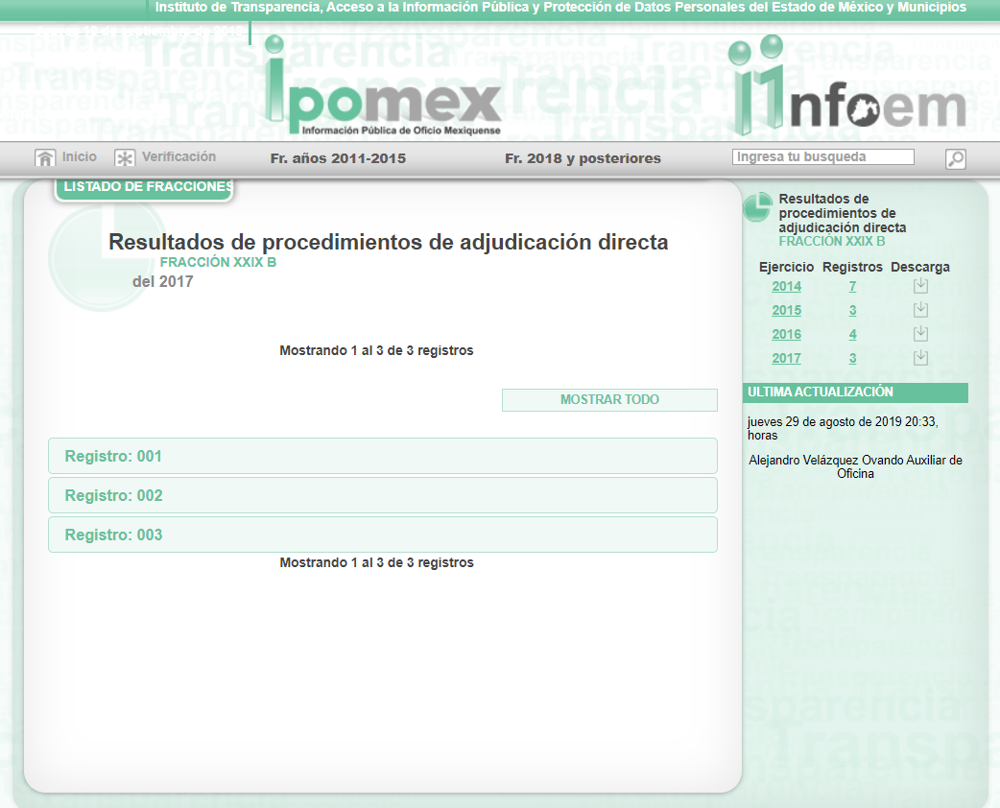 Instituto de Transparencia, Acceso a la Información Pública y Protección de Datos Personales del Estado de México y Municipios
ipomex
Información Pública de Oficio Mexiquense
infoem
Inicio
Verificación
Fr. años 2011-2015
Fr. 2018 y posteriores
Ingresa tu busqueda
LISTADO DE FRACCIONES
Resultados de procedimientos de adjudicación directa
FRACCIÓN XXIX B
del 2017
Mostrando 1 al 3 de 3 registros
MOSTRAR TODO
Registro: 001
Registro: 002
Registro: 003
Mostrando 1 al 3 de 3 registros
Resultados de
procedimientos de
adjudicación directa
FRACCIÓN XXIX B
Ejercicio Registros Descarga
2014 7
2015 3
2016 4
2017 3
ULTIMA ACTUALIZACIÓN
jueves 29 de agosto de 2019 20:33,
horas
Alejandro Velázquez Ovando Auxiliar de
Oficina